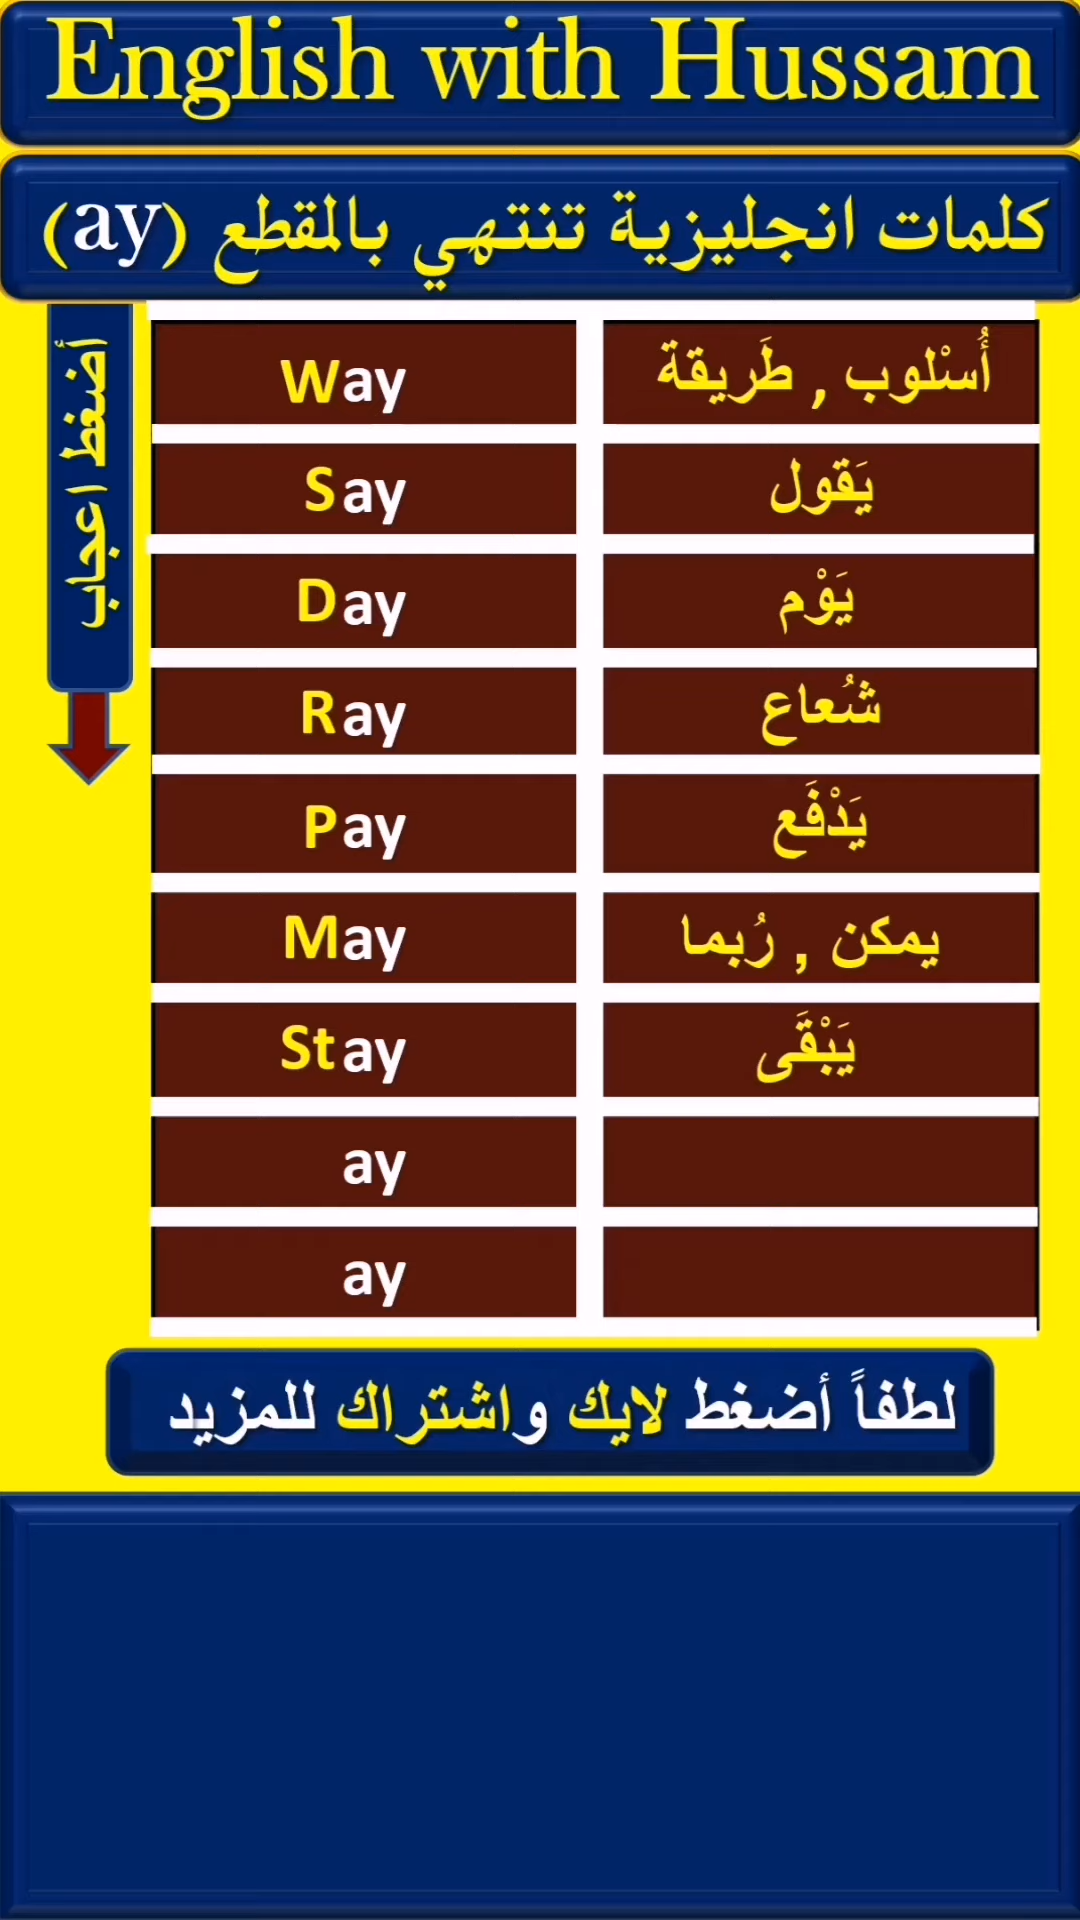 English with Hussam
كلمات انجليزية تنتهي بالمقطع (ay)
أضغظ اعجاب
Way أُسْلوب , طَريقة
Say يَقول
Day يَوْم
Ray شُعاع
Pay يَدْفَع
May يمكن , رُبما
Stay يَبْقَى
ay
ay
لطفاً أضغط لايك واشتراك للمزيد